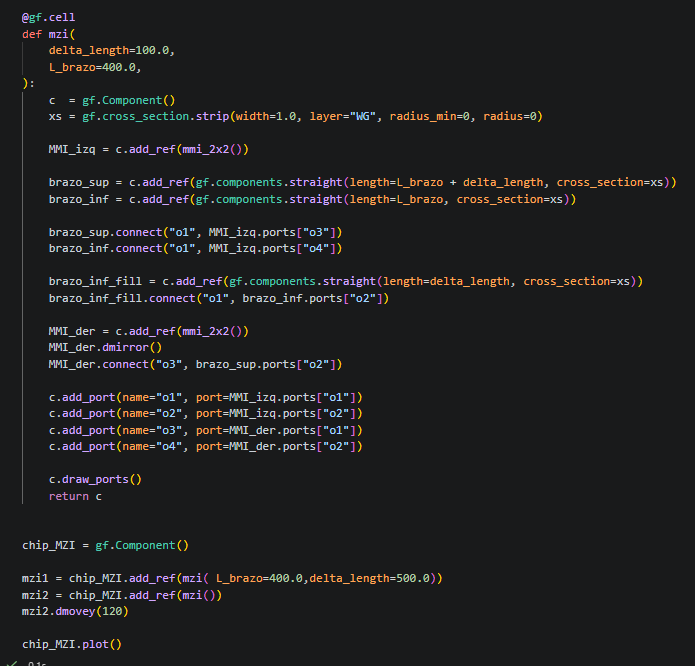 @gf.cell
def mzi(
    delta_length=100.0,
    L_brazo=400.0,
):
    c  = gf.Component()
    xs = gf.cross_section.strip(width=1.0, layer="WG", radius_min=0, radius=0)

    MMI_izq = c.add_ref(mmi_2x2())

    brazo_sup = c.add_ref(gf.components.straight(length=L_brazo + delta_length, cross_section=xs))
    brazo_inf = c.add_ref(gf.components.straight(length=L_brazo, cross_section=xs))

    brazo_sup.connect("o1", MMI_izq.ports["o3"])
    brazo_inf.connect("o1", MMI_izq.ports["o4"])

    brazo_inf_fill = c.add_ref(gf.components.straight(length=delta_length, cross_section=xs))
    brazo_inf_fill.connect("o1", brazo_inf.ports["o2"])

    MMI_der = c.add_ref(mmi_2x2())
    MMI_der.dmirror()
    MMI_der.connect("o3", brazo_sup.ports["o2"])

    c.add_port(name="o1", port=MMI_izq.ports["o1"])
    c.add_port(name="o2", port=MMI_izq.ports["o2"])
    c.add_port(name="o3", port=MMI_der.ports["o1"])
    c.add_port(name="o4", port=MMI_der.ports["o2"])

    c.draw_ports()
    return c


chip_MZI = gf.Component()

mzi1 = chip_MZI.add_ref(mzi( L_brazo=400.0,delta_length=500.0))
mzi2 = chip_MZI.add_ref(mzi())
mzi2.dmovey(120)

chip_MZI.plot()